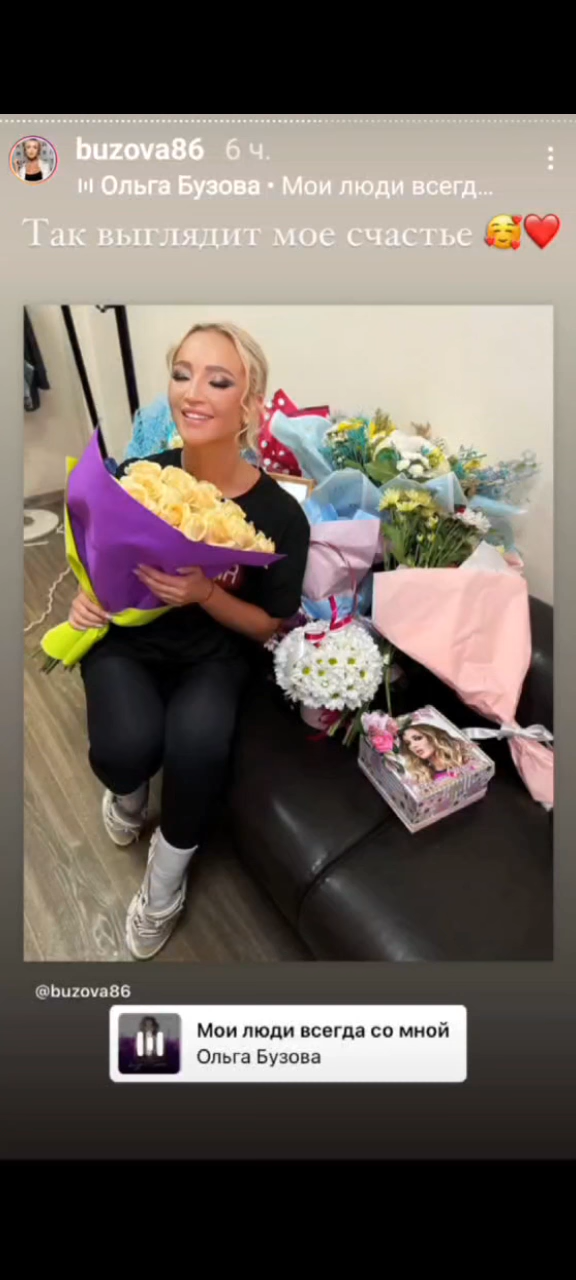 buzova86 6 ч.
Ольга Бузова • Мои люди всегд...
Так выглядит мое счастье 🥰❤️
@buzova86
Мои люди всегда со мной
Ольга Бузова